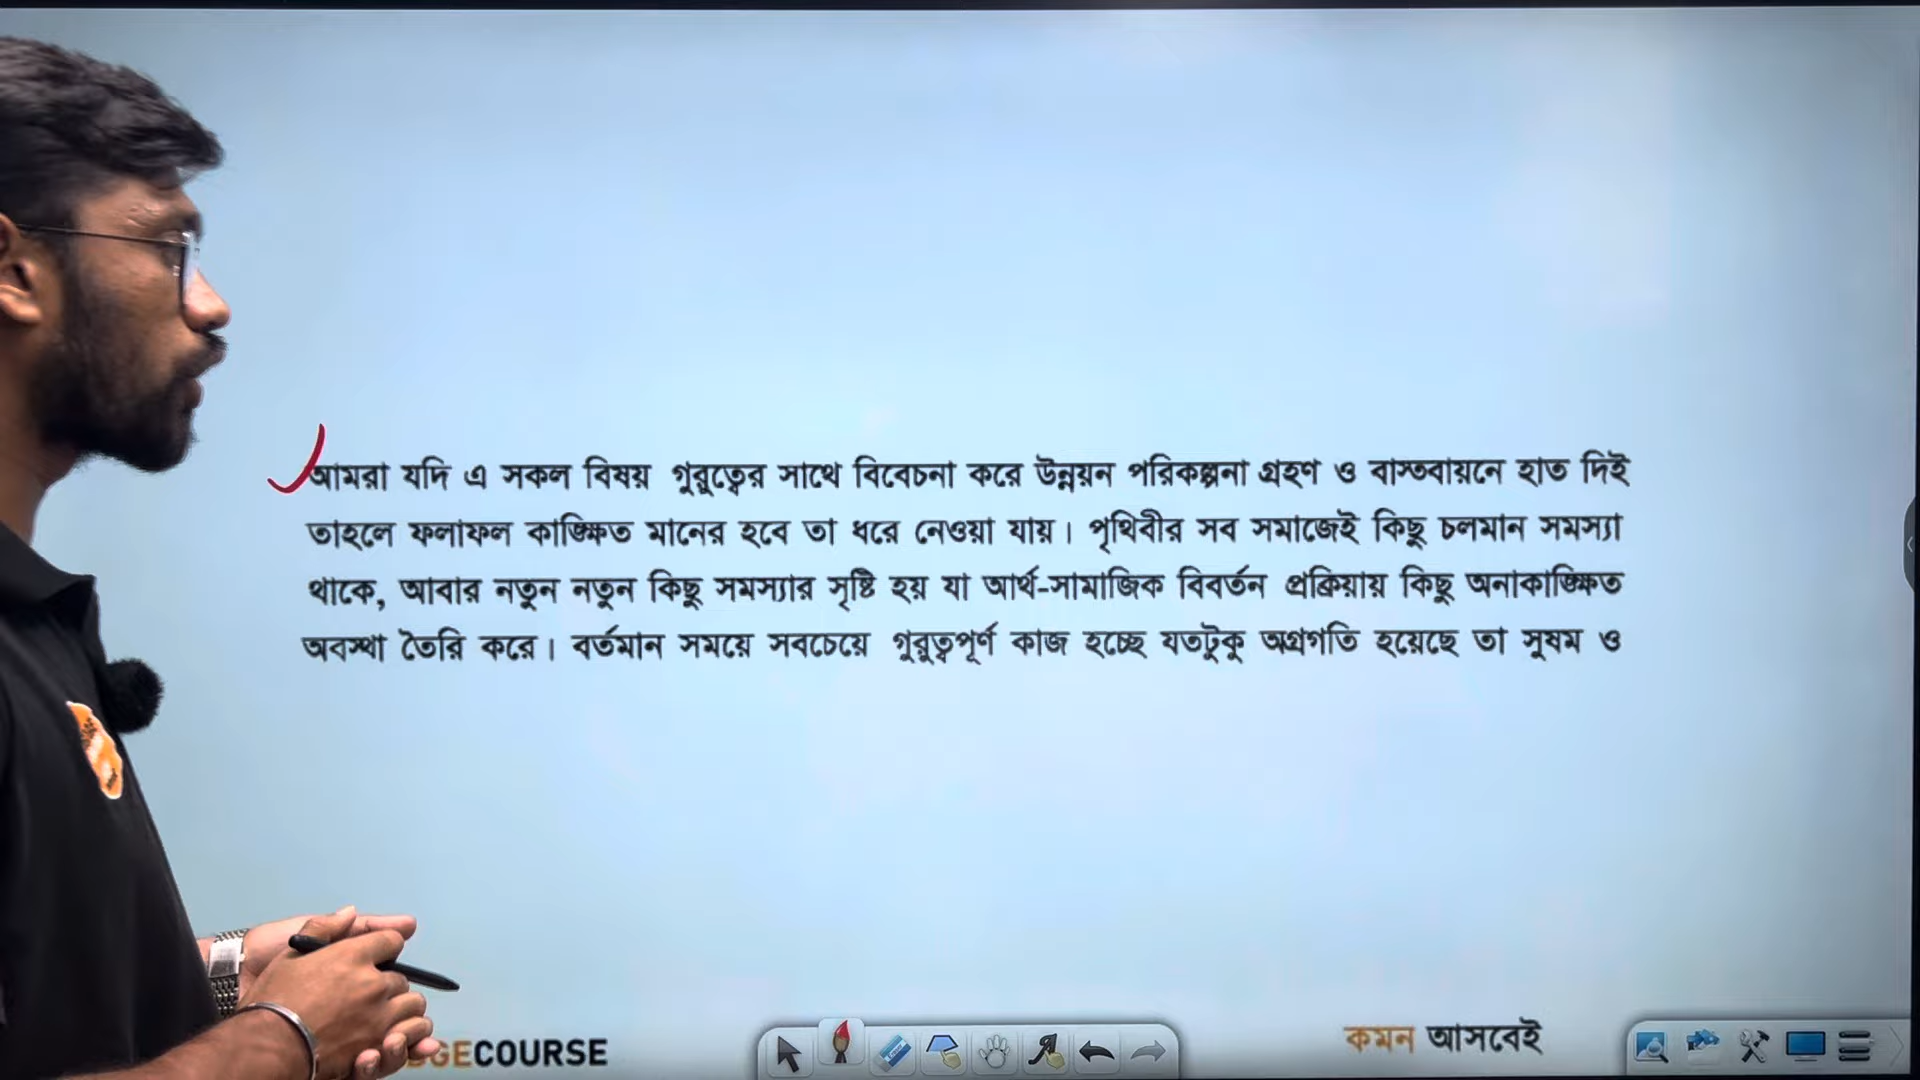 আমরা যদি এ সকল বিষয় গুরুত্বের সাথে বিবেচনা করে উন্নয়ন পরিকল্পনা গ্রহণ ও বাস্তবায়নে হাত দিই
তাহলে ফলাফল কাঙ্ক্ষিত মানের হবে তা ধরে নেওয়া যায়। পৃথিবীর সব সমাজেই কিছু চলমান সমস্যা
থাকে, আবার নতুন নতুন কিছু সমস্যার সৃষ্টি হয় যা আর্থ-সামাজিক বিবর্তন প্রক্রিয়ায় কিছু অনাকাঙ্ক্ষিত
অবস্থা তৈরি করে। বর্তমান সময়ে সবচেয়ে গুরুত্বপূর্ণ কাজ হচ্ছে যতটুকু অগ্রগতি হয়েছে তা সুষম ও
GECOURSE
কমন আসবেই